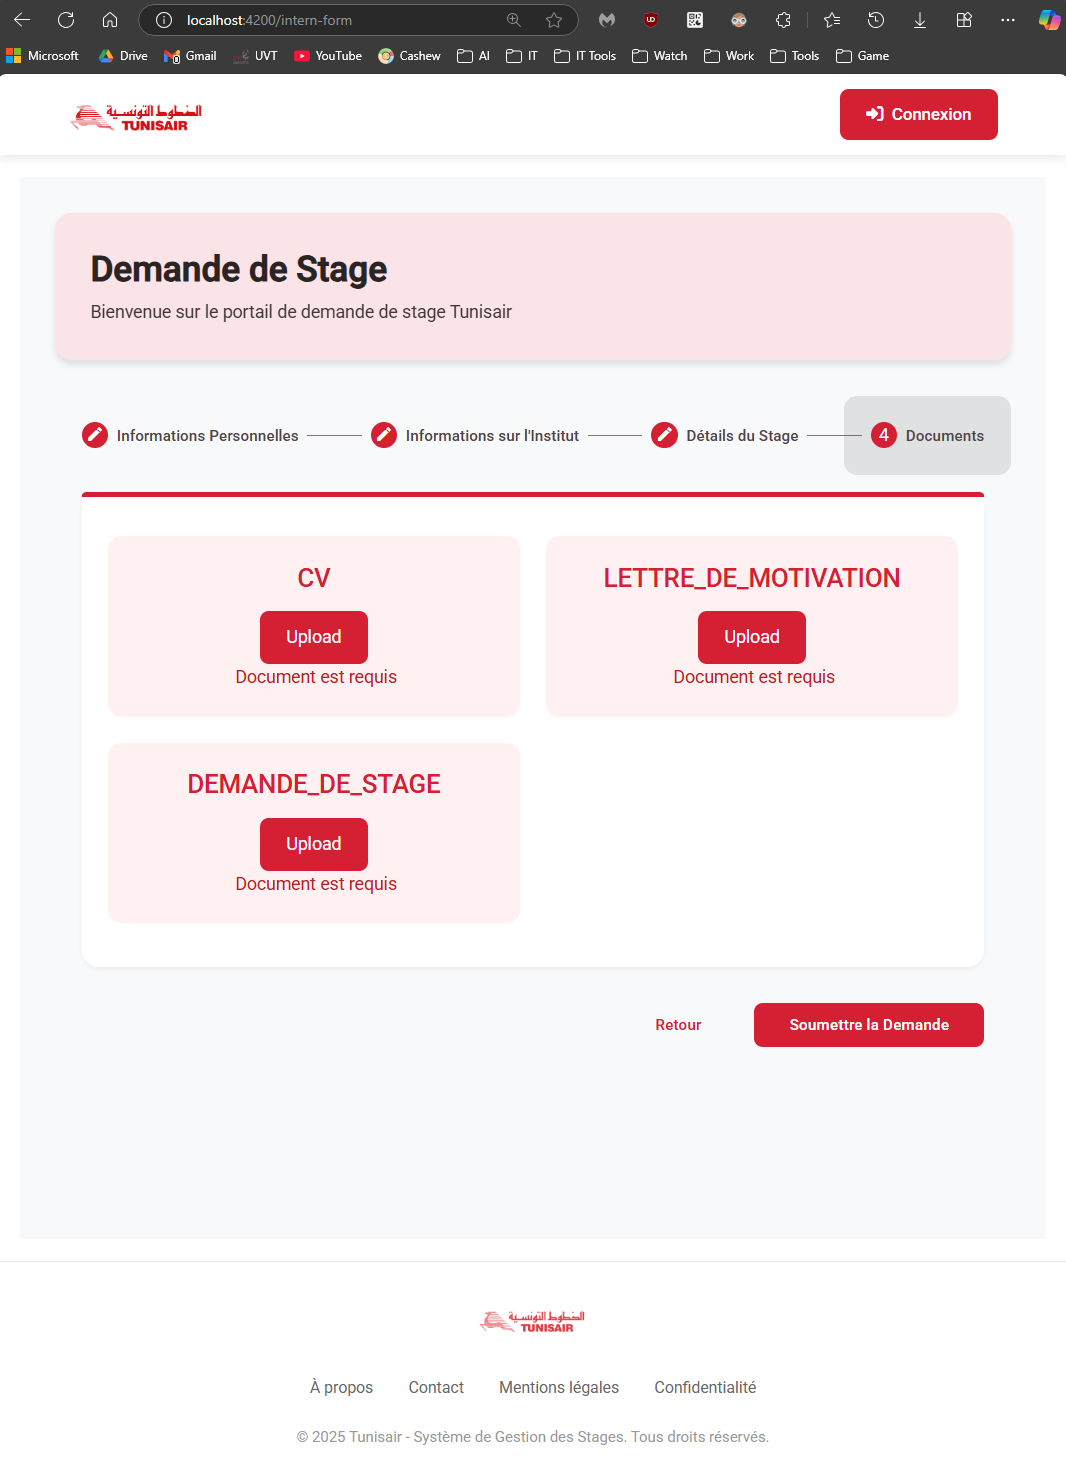 localhost:4200/intern-form
Microsoft Drive Gmail UVT YouTube Cashew AI IT IT Tools Watch Work Tools Game
الخطوط التونسية
TUNISAIR
Connexion
Demande de Stage
Bienvenue sur le portail de demande de stage Tunisair
Informations Personnelles Informations sur l'Institut Détails du Stage 4 Documents
CV LETTRE_DE_MOTIVATION
Upload Upload
Document est requis Document est requis
DEMANDE_DE_STAGE
Upload
Document est requis
Retour Soumettre la Demande
الخطوط التونسية
TUNISAIR
À propos Contact Mentions légales Confidentialité
© 2025 Tunisair - Système de Gestion des Stages. Tous droits réservés.